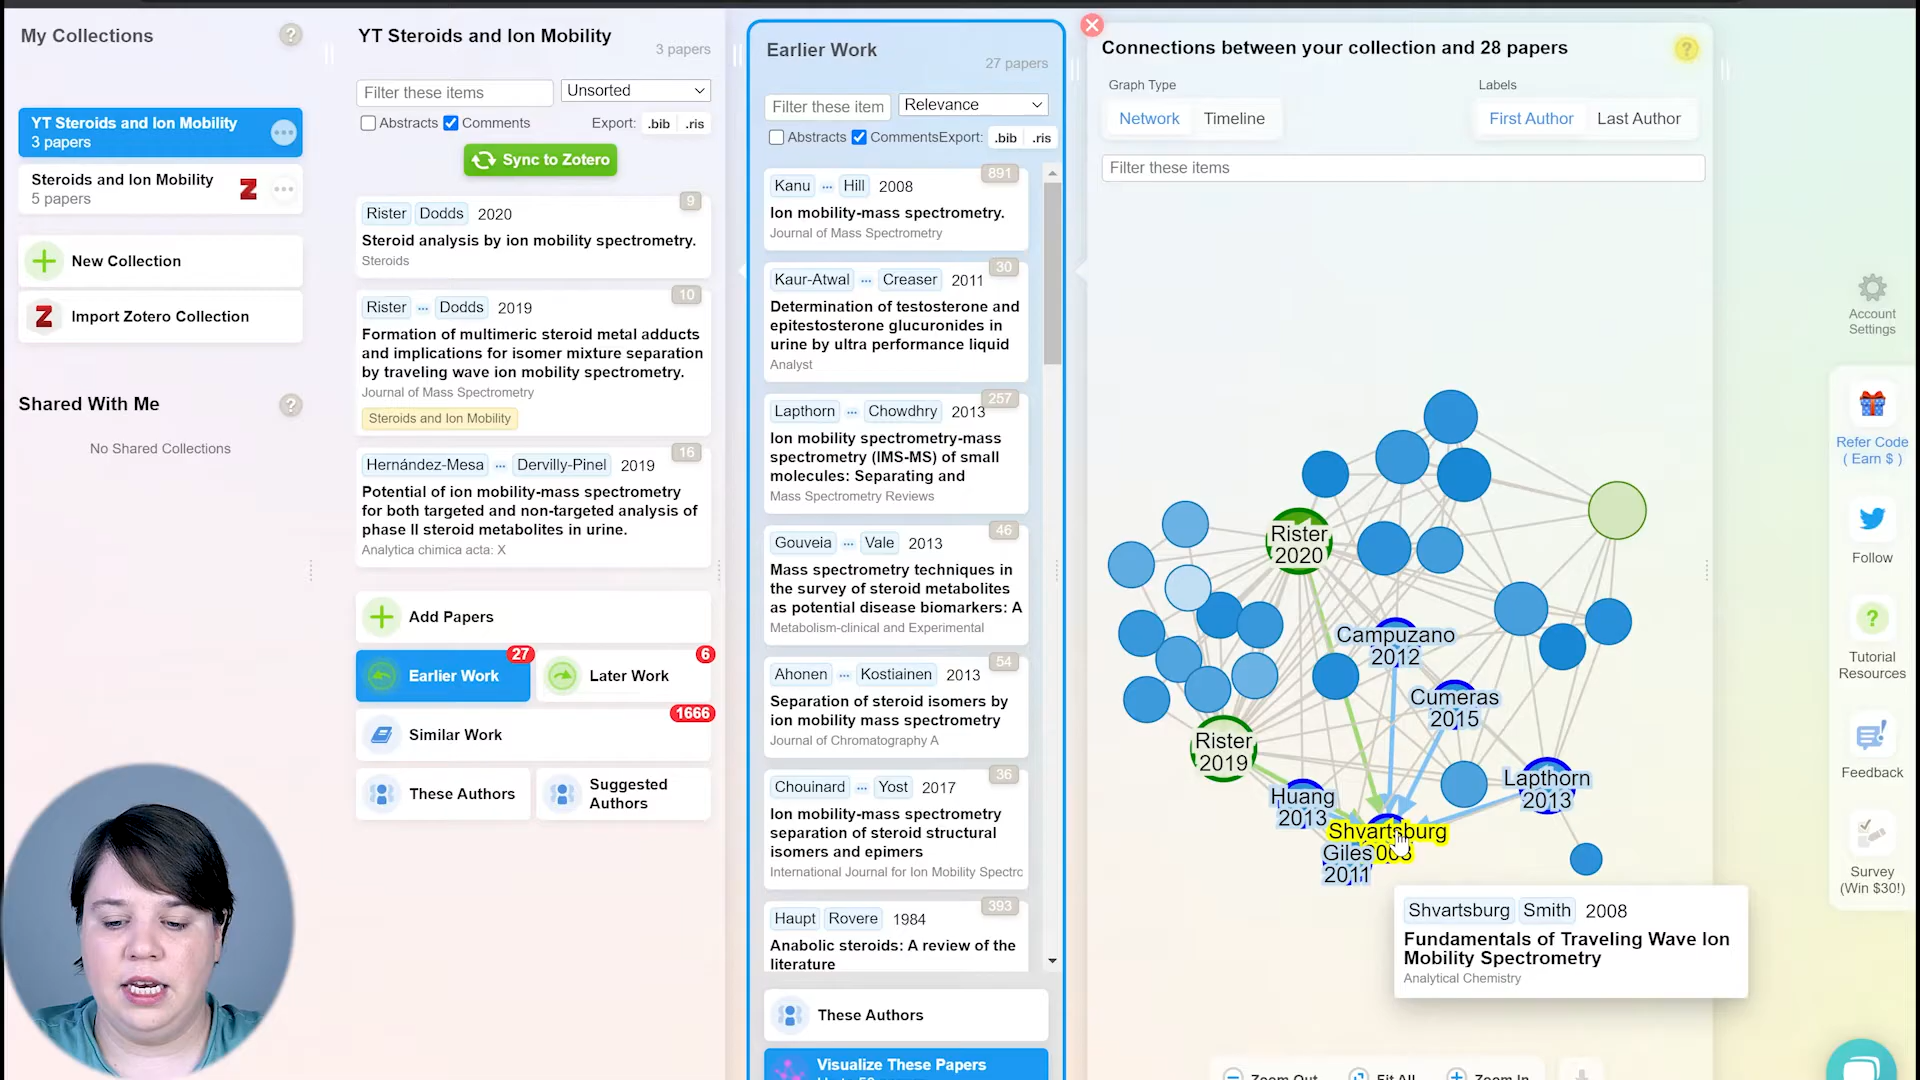 My Collections
?
YT Steroids and Ion Mobility
3 papers
Steroids and Ion Mobility
5 papers
Z
New Collection
Z
Import Zotero Collection
Shared With Me
?
No Shared Collections
YT Steroids and Ion Mobility
3 papers
Filter these items
Unsorted
Abstracts
Comments
Export:
.bib
.ris
Sync to Zotero
9
Rister
Dodds
2020
Steroid analysis by ion mobility spectrometry.
Steroids
10
Rister
...
Dodds
2019
Formation of multimeric steroid metal adducts
and implications for isomer mixture separation
by traveling wave ion mobility spectrometry.
Journal of Mass Spectrometry
Steroids and Ion Mobility
16
Hernández-Mesa
...
Dervilly-Pinel
2019
Potential of ion mobility-mass spectrometry
for both targeted and non-targeted analysis of
phase II steroid metabolites in urine.
Analytica chimica acta: X
Add Papers
27
Earlier Work
6
Later Work
1666
Similar Work
These Authors
Suggested
Authors
Earlier Work
27 papers
Filter these item
Relevance
Abstracts
Comments
Export:
.bib
.ris
891
Kanu
...
Hill
2008
Ion mobility-mass spectrometry.
Journal of Mass Spectrometry
30
Kaur-Atwal
...
Creaser
2011
Determination of testosterone and
epitestosterone glucuronides in
urine by ultra performance liquid
Analyst
257
Lapthorn
...
Chowdhry
2013
Ion mobility spectrometry-mass
spectrometry (IMS-MS) of small
molecules: Separating and
Mass Spectrometry Reviews
46
Gouveia
...
Vale
2013
Mass spectrometry techniques in
the survey of steroid metabolites
as potential disease biomarkers: A
Metabolism-clinical and Experimental
54
Ahonen
...
Kostiainen
2013
Separation of steroid isomers by
ion mobility mass spectrometry
Journal of Chromatography A
36
Chouinard
...
Yost
2017
Ion mobility-mass spectrometry
separation of steroid structural
isomers and epimers
International Journal for Ion Mobility Spectrc
393
Haupt
Rovere
1984
Anabolic steroids: A review of the
literature
These Authors
Visualize These Papers
Connections between your collection and 28 papers
?
Graph Type
Network
Timeline
Labels
First Author
Last Author
Filter these items
Rister
2020
Campuzano
2012
Cumeras
2015
Rister
2019
Huang
2013
Lapthorn
2013
Shvartsburg
Giles
2011
Shvartsburg
Smith
2008
Fundamentals of Traveling Wave Ion
Mobility Spectrometry
Analytical Chemistry
Zoom Out
Fit All
Zoom In
Account
Settings
Refer Code
( Earn $ )
Follow
?
Tutorial
Resources
Feedback
Survey
(Win $30!)